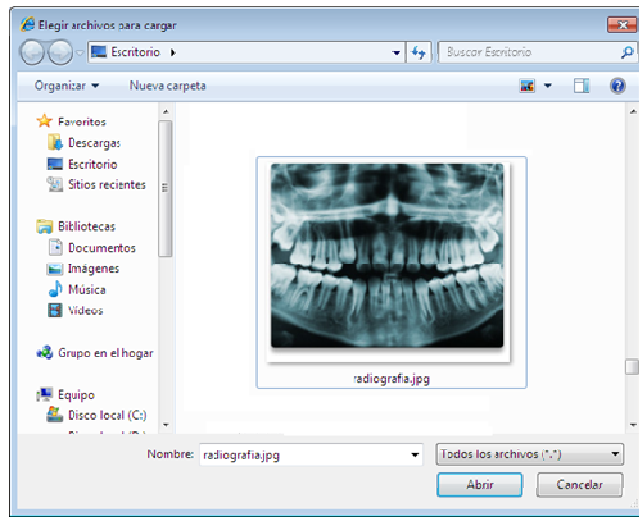 Elegir archivos para cargar
Escritorio
Buscar Escritorio
Organizar
Nueva carpeta
Favoritos
Descargas
Escritorio
Sitios recientes
Bibliotecas
Documentos
Imágenes
Música
Vídeos
Grupo en el hogar
Equipo
Disco local (C:)
radiografia.jpg
Nombre: radiografia.jpg
Todos los archivos (*.*)
Abrir
Cancelar